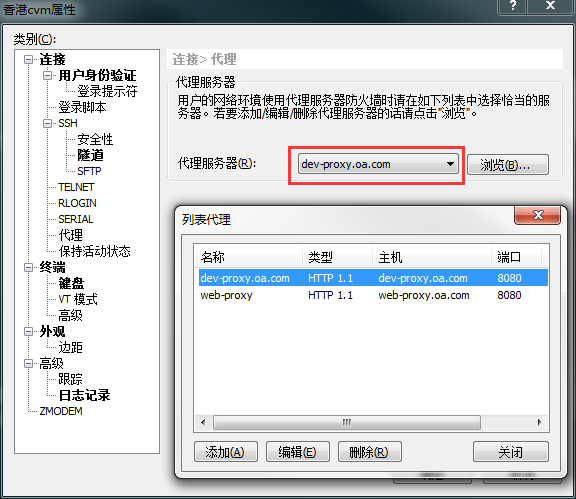 香港cvm属性
类别(C):
连接
用户身份验证
登录提示符
登录脚本
SSH
安全性
隧道
SFTP
TELNET
RLOGIN
SERIAL
代理
保持活动状态
终端
键盘
VT 模式
高级
外观
边距
高级
跟踪
日志记录
ZMODEM
连接> 代理
代理服务器
用户的网络环境使用代理服务器防火墙时请在如下列表中选择恰当的服
务器。若要添加/编辑/删除代理服务器的话请点击"浏览"。
代理服务器(R):
dev-proxy.oa.com
浏览(B)...
列表代理
名称 类型 主机 端口
dev-proxy.oa.com HTTP 1.1 dev-proxy.oa.com 8080
web-proxy HTTP 1.1 web-proxy.oa.com 8080
添加(A) 编辑(E) 删除(R) 关闭